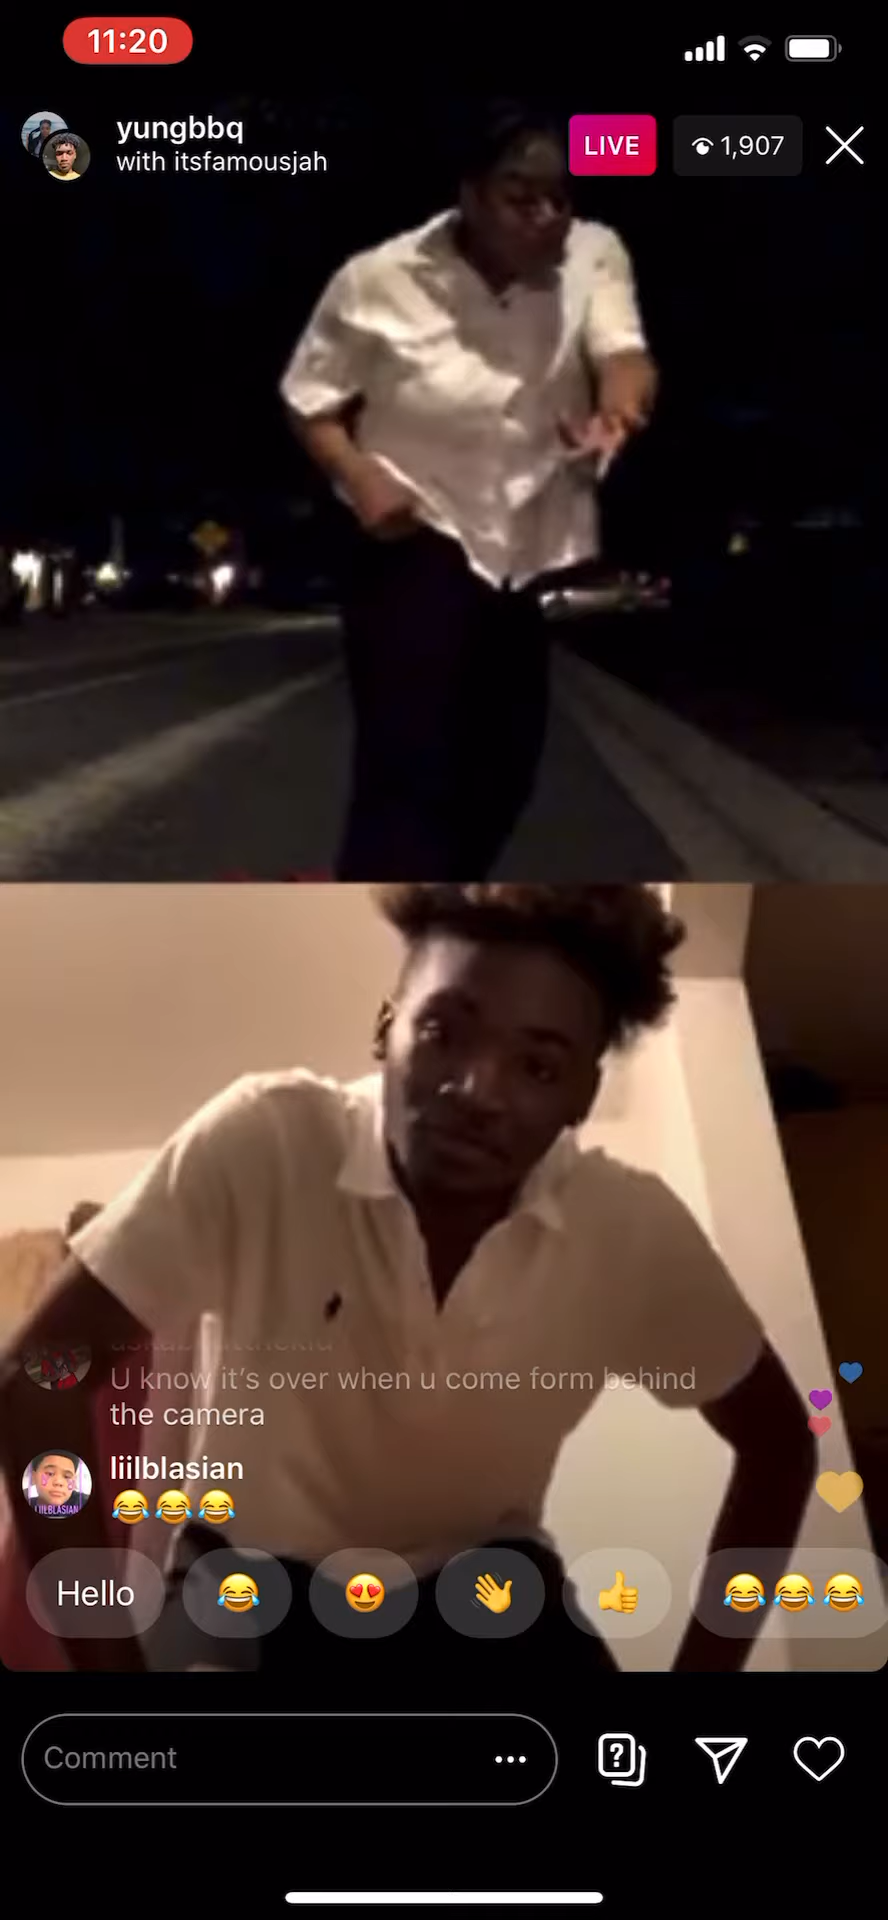 11:20
yungbbq
with itsfamousjah
LIVE
1,907
U know it's over when u come form behind
the camera
liilblasian
😂😂😂
Hello
😂
😍
👋
👍
😂😂😂
Comment